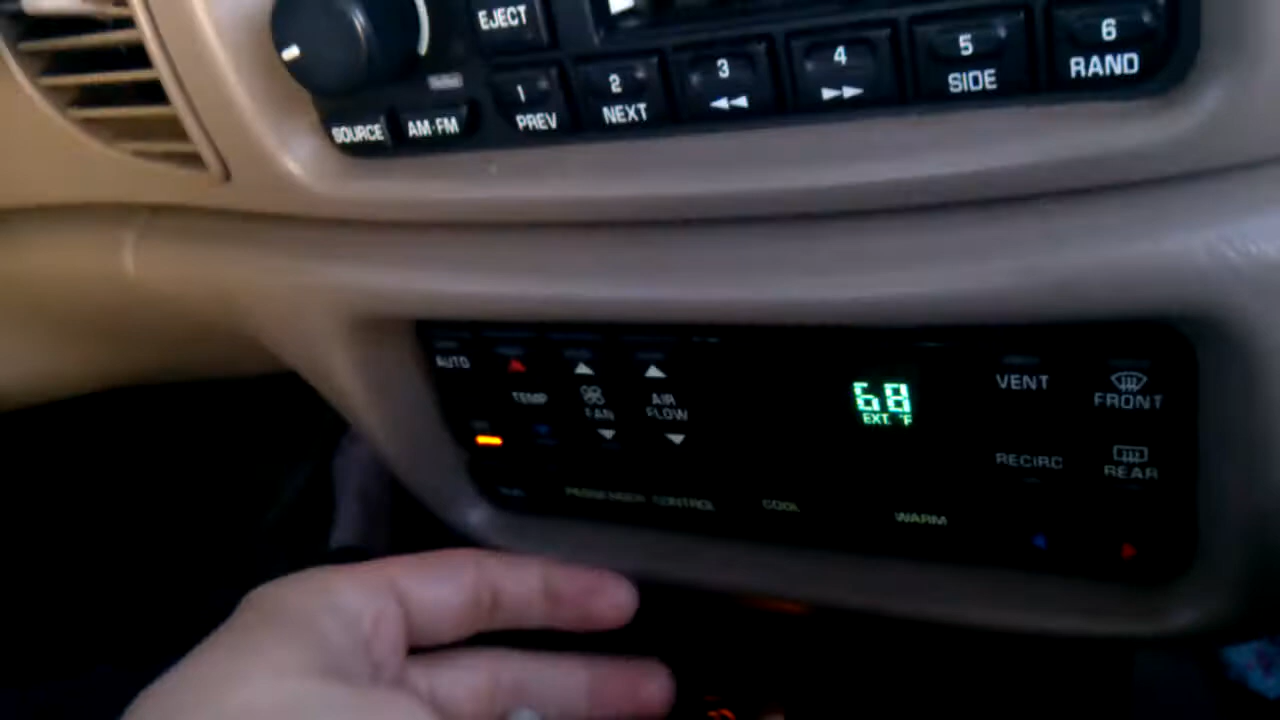 EJECT
1
PREV
2
NEXT
3
4
5
SIDE
6
RAND
SOURCE
AM•FM
AUTO
TEMP
FAN
AIR
FLOW
68
EXT. °F
VENT
FRONT
RECIRC
REAR
PASSENGER CONTROL
COOL
WARM